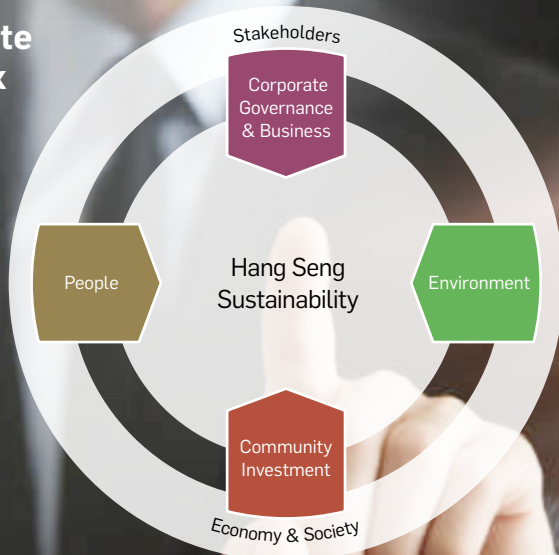 Stakeholders
Corporate
Governance
& Business
People
Hang Seng
Sustainability
Environment
Community
Investment
Economy & Society